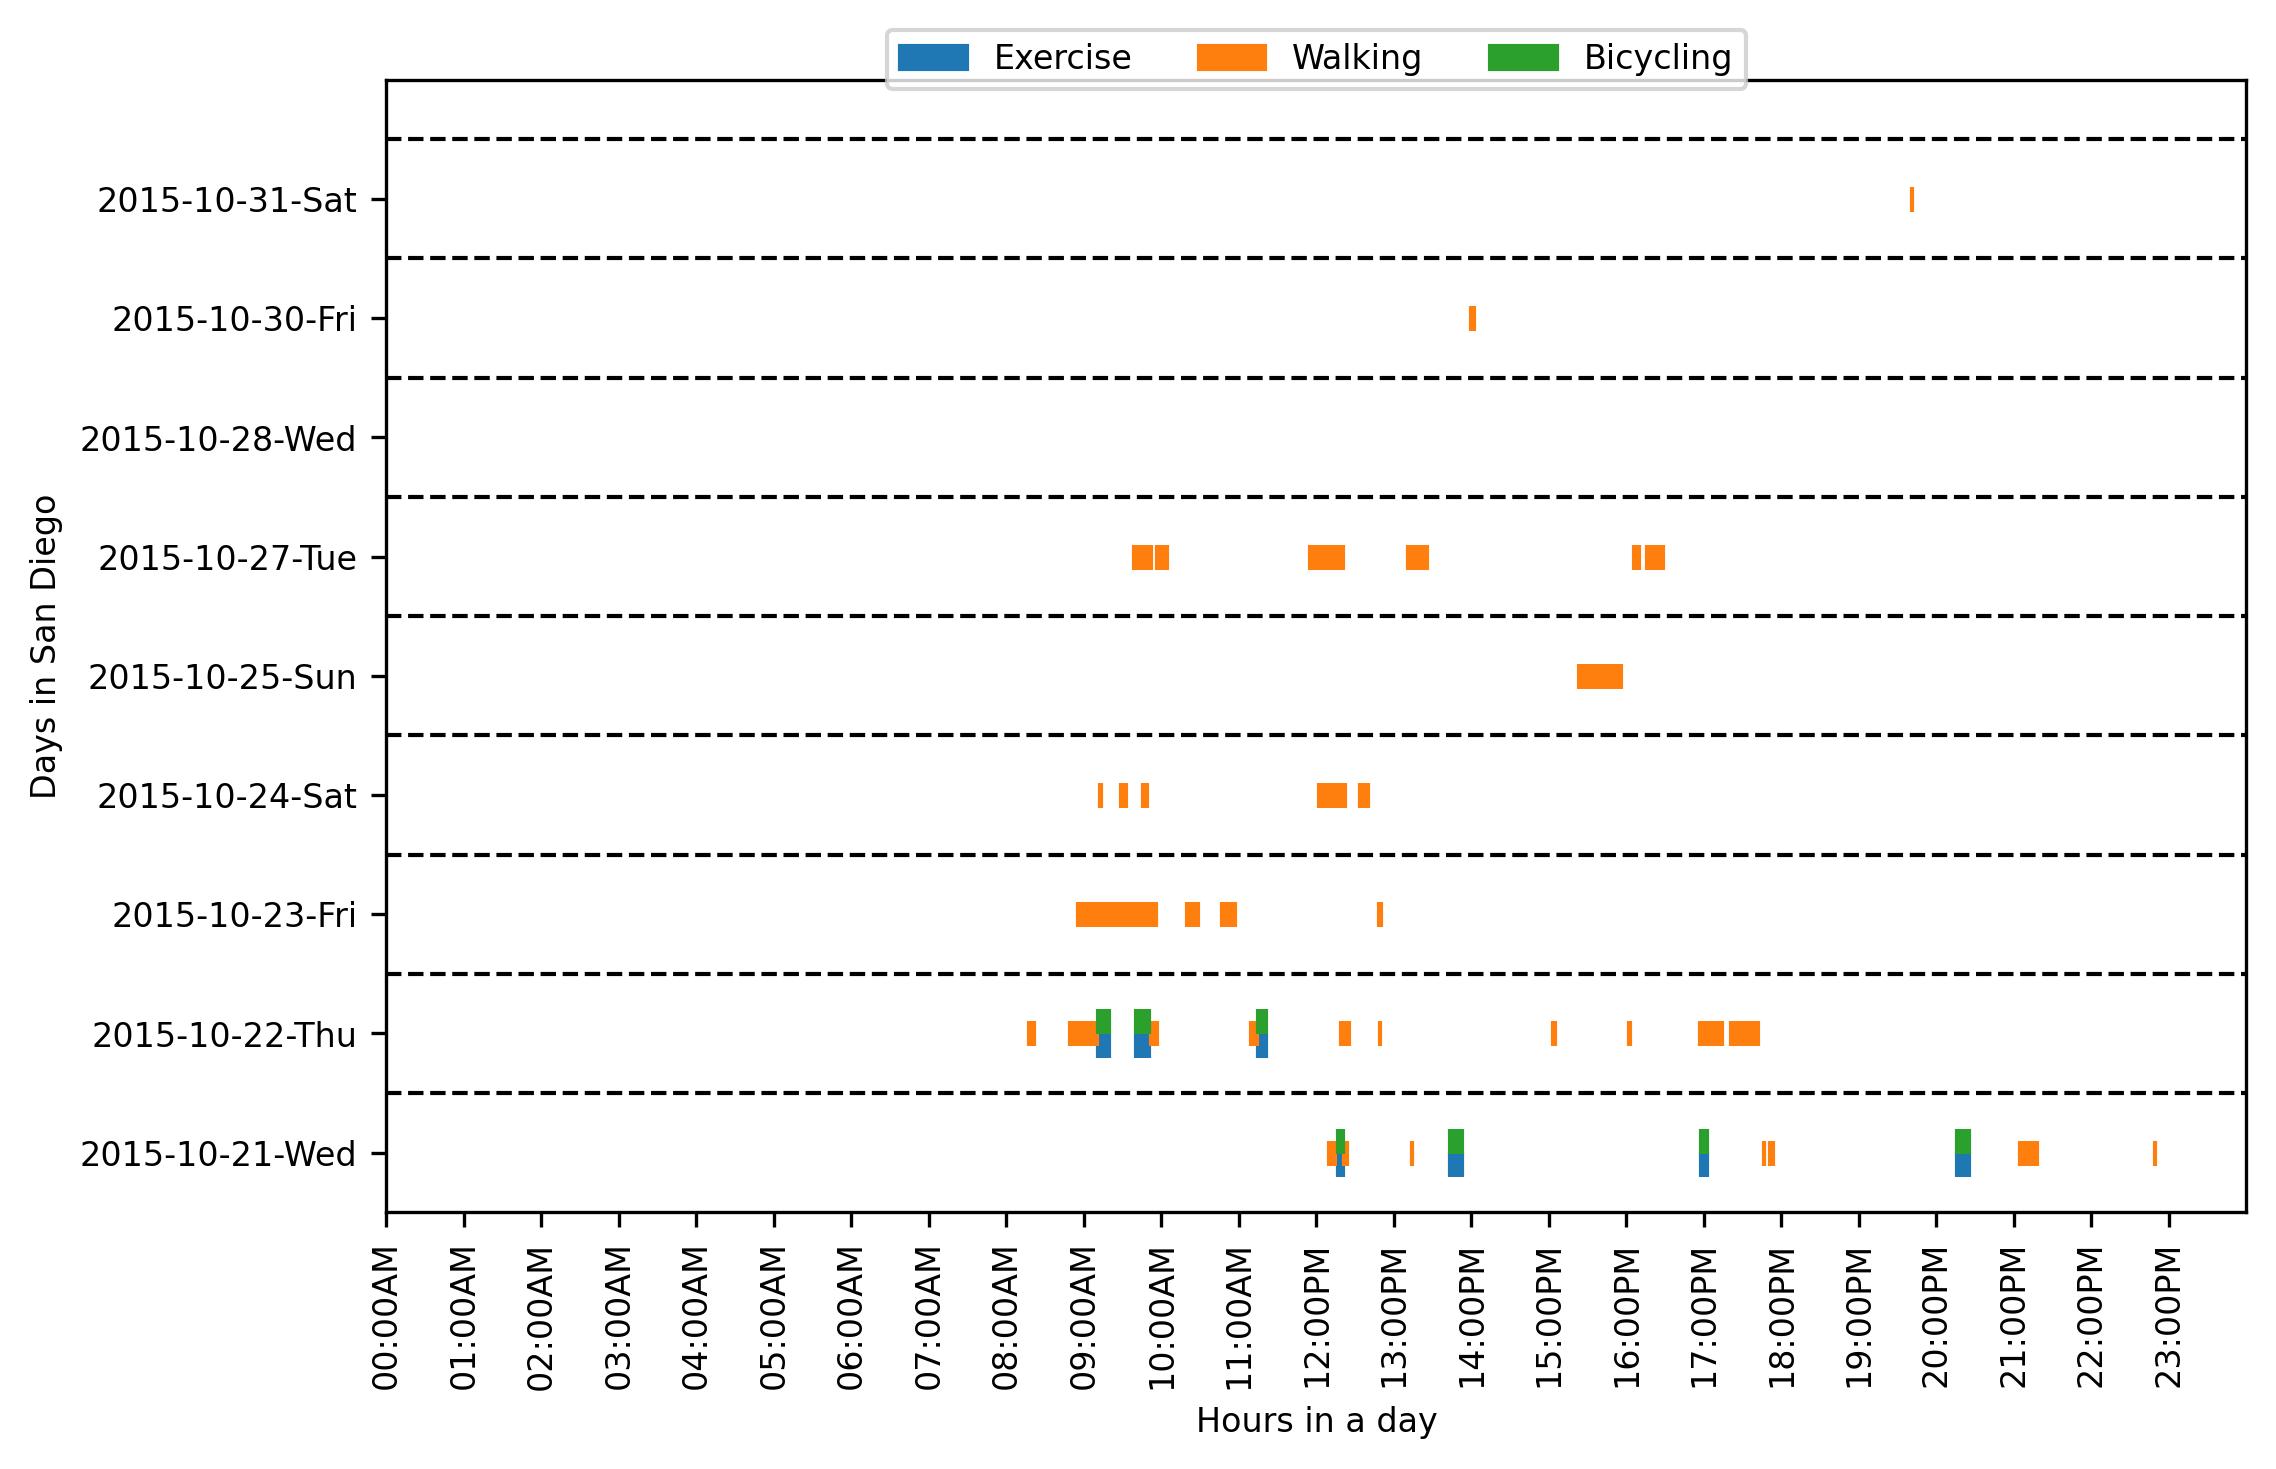 Exercise Walking Bicycling
2015-10-31-Sat
2015-10-30-Fri
2015-10-28-Wed
2015-10-27-Tue
2015-10-25-Sun
2015-10-24-Sat
2015-10-23-Fri
2015-10-22-Thu
2015-10-21-Wed
Days in San Diego
00:00AM
01:00AM
02:00AM
03:00AM
04:00AM
05:00AM
06:00AM
07:00AM
08:00AM
09:00AM
10:00AM
11:00AM
12:00PM
13:00PM
14:00PM
15:00PM
16:00PM
17:00PM
18:00PM
19:00PM
20:00PM
21:00PM
22:00PM
23:00PM
Hours in a day